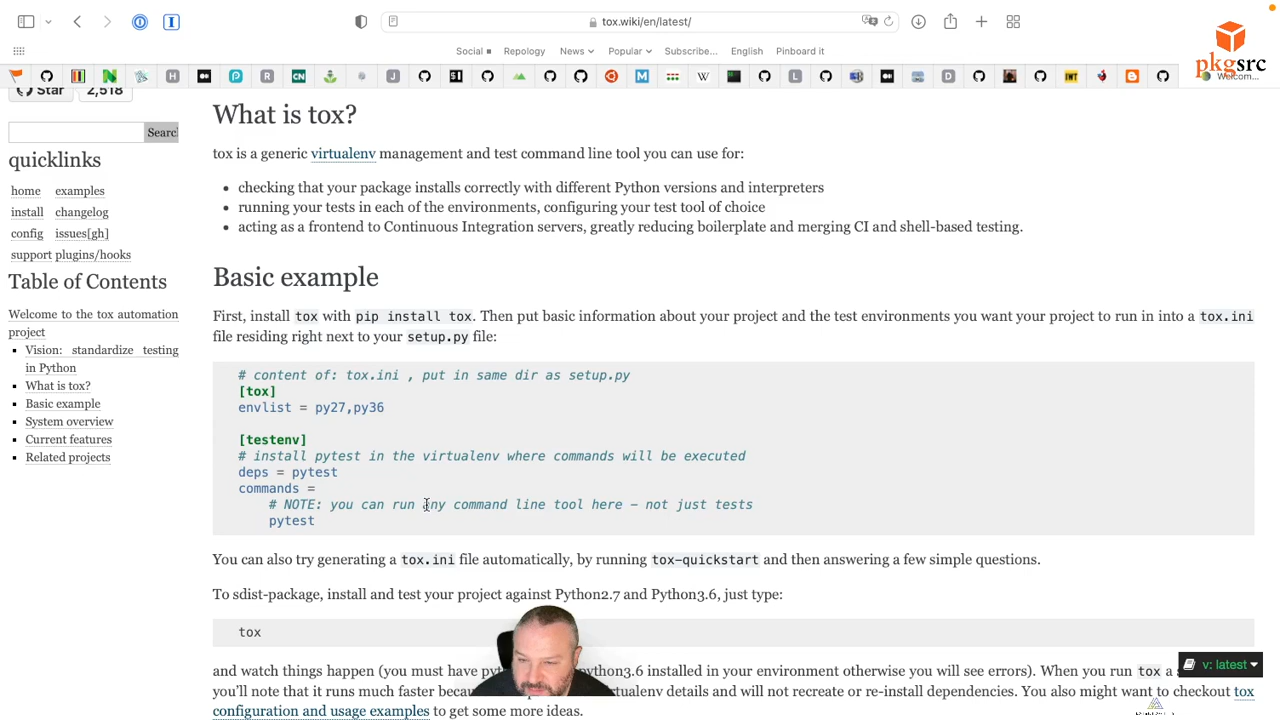 tox.wiki/en/latest/
Social
Repology
News
Popular
Subscribe...
English
Pinboard it
pkgsrc
Welcom...
Star
2,518
Searc
quicklinks
home examples
install changelog
config issues[gh]
support plugins/hooks
Table of Contents
Welcome to the tox automation
project
Vision: standardize testing
in Python
What is tox?
Basic example
System overview
Current features
Related projects
What is tox?
tox is a generic virtualenv management and test command line tool you can use for:
• checking that your package installs correctly with different Python versions and interpreters
• running your tests in each of the environments, configuring your test tool of choice
• acting as a frontend to Continuous Integration servers, greatly reducing boilerplate and merging CI and shell-based testing.
Basic example
First, install tox with pip install tox. Then put basic information about your project and the test environments you want your project to run in into a tox.ini
file residing right next to your setup.py file:
# content of: tox.ini , put in same dir as setup.py
[tox]
envlist = py27,py36
[testenv]
# install pytest in the virtualenv where commands will be executed
deps = pytest
commands =
# NOTE: you can run any command line tool here - not just tests
pytest
You can also try generating a tox.ini file automatically, by running tox-quickstart and then answering a few simple questions.
To sdist-package, install and test your project against Python2.7 and Python3.6, just type:
tox
and watch things happen (you must have python3.6 installed in your environment otherwise you will see errors). When you run tox a
you'll note that it runs much faster virtualenv details and will not recreate or re-install dependencies. You also might want to checkout tox
configuration and usage examples to get some more ideas.
v: latest